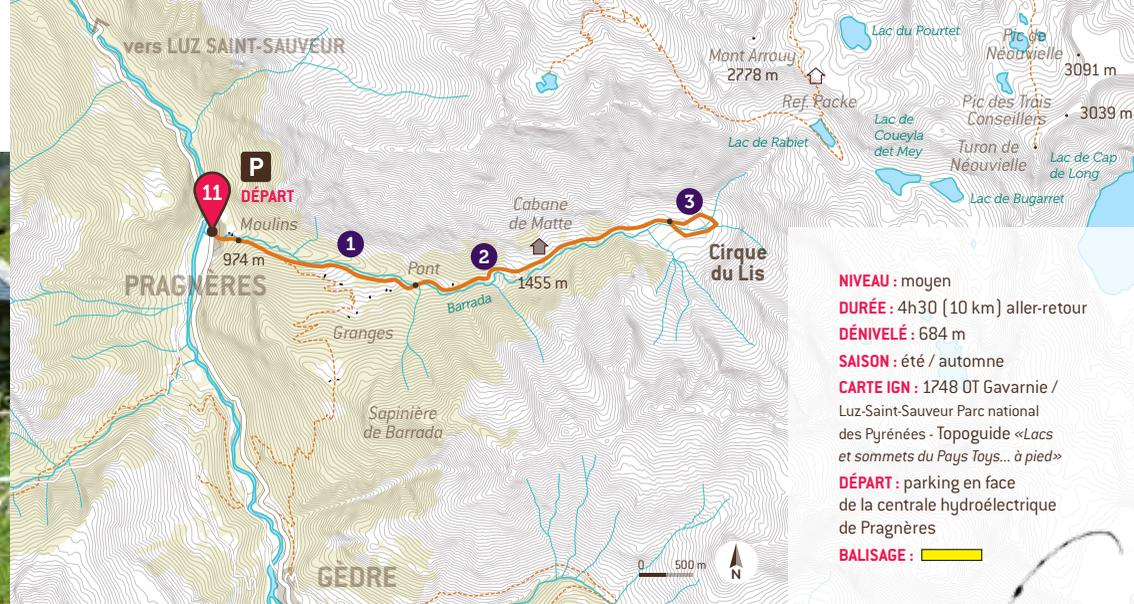 vers LUZ SAINT-SAUVEUR
Lac du Pourtet
Pic de
Néouvielle
3091 m
Mont Arrouy
2778 m
Ref. Packe
Pic des Trois
Conseillers
3039 m
Lac de Rabiet
Lac de
Coueyla
det Mey
Turon de
Néouvielle
Lac de Cap
de Long
Lac de Bugarret
P
11
DÉPART
Moulins
974 m
PRAGNÈRES
1
Pont
2
Cabane
de Matte
1455 m
Barrada
3
Cirque
du Lis
Granges
Sapinière
de Barrada
GÈDRE
0 500 m
N
NIVEAU : moyen
DURÉE : 4h30 (10 km) aller-retour
DÉNIVELÉ : 684 m
SAISON : été / automne
CARTE IGN : 1748 OT Gavarnie /
Luz-Saint-Sauveur Parc national
des Pyrénées - Topoguide «Lacs
et sommets du Pays Toys... à pied»
DÉPART : parking en face
de la centrale hydroélectrique
de Pragnères
BALISAGE :